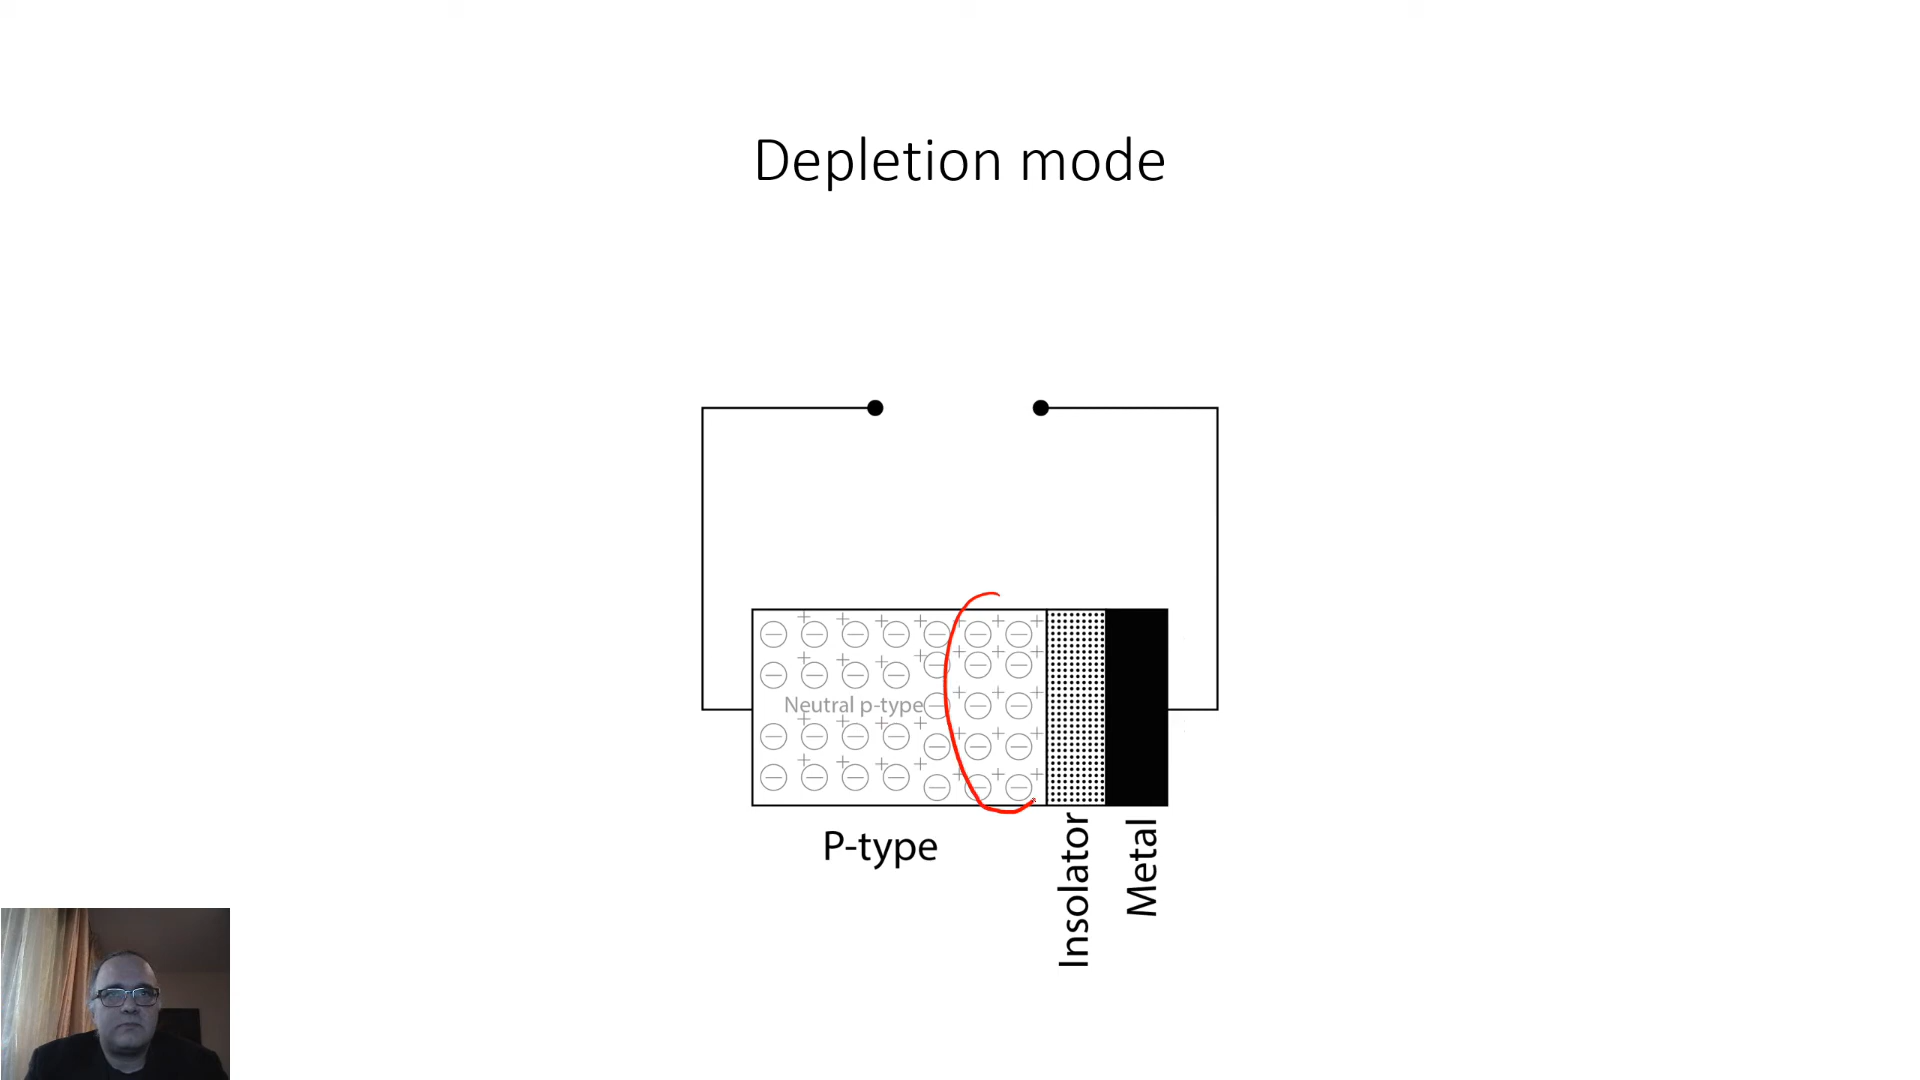 Depletion mode
Neutral p-type
P-type
Insolator
Metal